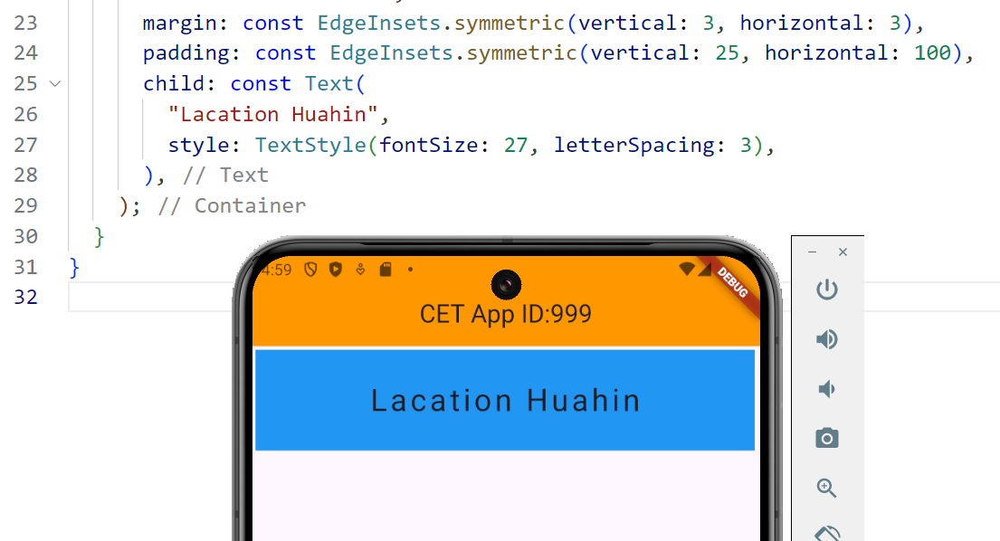 23 margin: const EdgeInsets.symmetric(vertical: 3, horizontal: 3),
24 padding: const EdgeInsets.symmetric(vertical: 25, horizontal: 100),
25 child: const Text(
26 "Lacation Huahin",
27 style: TextStyle(fontSize: 27, letterSpacing: 3),
28 ), // Text
29 ); // Container
30 }
31 }
32
4:59
DEBUG
CET App ID:999
Lacation Huahin